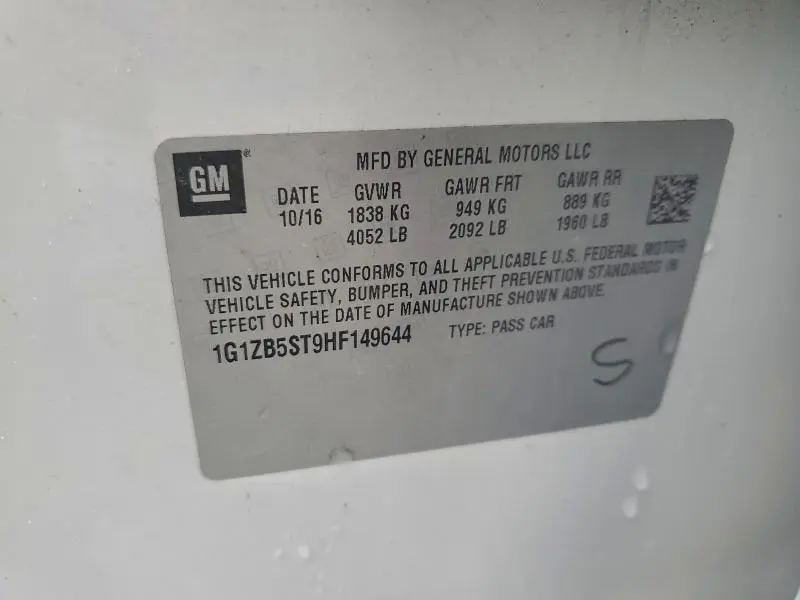 GM
MFD BY GENERAL MOTORS LLC
DATE GVWR GAWR FRT GAWR RR
10/16 1838 KG 949 KG 889 KG
4052 LB 2092 LB 1960 LB
THIS VEHICLE CONFORMS TO ALL APPLICABLE U.S. FEDERAL MOTOR
VEHICLE SAFETY, BUMPER, AND THEFT PREVENTION STANDARDS IN
EFFECT ON THE DATE OF MANUFACTURE SHOWN ABOVE.
1G1ZB5ST9HF149644 TYPE: PASS CAR
S